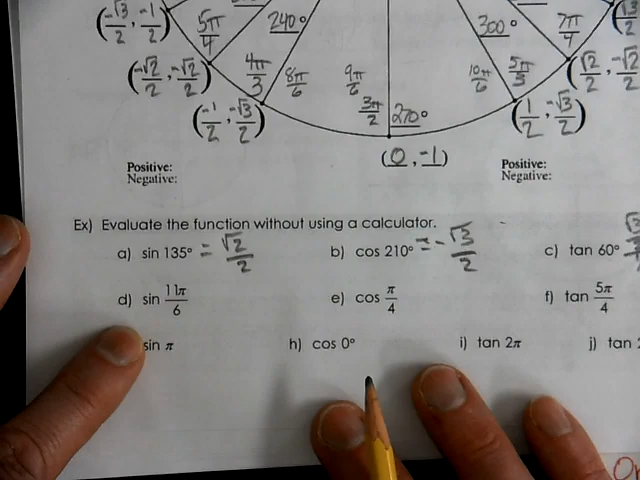 (-√3/2, -1/2) 5π/4 240° 300° 7π/4
(-√2/2, -√2/2) 4π/3 8π/6 9π/6 10π/6 5π/3 (√2/2, -√2/2)
(-1/2, -√3/2) 3π/2 270° (1/2, -√3/2)
(0, -1)
Positive: Positive:
Negative: Negative:
Ex) Evaluate the function without using a calculator.
a) sin 135° = √2/2 b) cos 210° = -√3/2 c) tan 60°
d) sin 11π/6 e) cos π/4 f) tan 5π/4
sin π h) cos 0° i) tan 2π j) tan